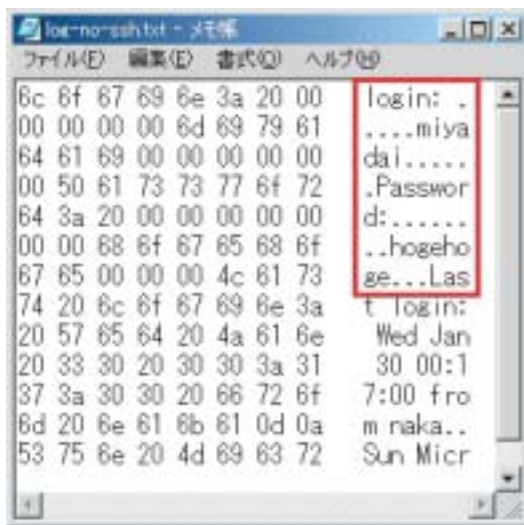 log-no-ssh.txt - メモ帳
ファイル(F) 編集(E) 書式(O) ヘルプ(H)
6c 6f 67 69 6e 3a 20 00 login: .
00 00 00 00 6d 69 79 61 ....miya
64 61 69 00 00 00 00 00 dai.....
00 50 61 73 73 77 6f 72 .Passwor
64 3a 20 00 00 00 00 00 d:......
00 00 68 6f 67 65 68 6f ..hogeho
67 65 00 00 00 4c 61 73 ge...Las
74 20 6c 6f 67 69 6e 3a t login:
20 57 65 64 20 4a 61 6e Wed Jan
20 33 30 20 30 30 3a 31 30 00:1
37 3a 30 30 20 66 72 6f 7:00 fro
6d 20 6e 61 6b 61 0d 0a m naka..
53 75 6e 20 4d 69 63 72 Sun Micr